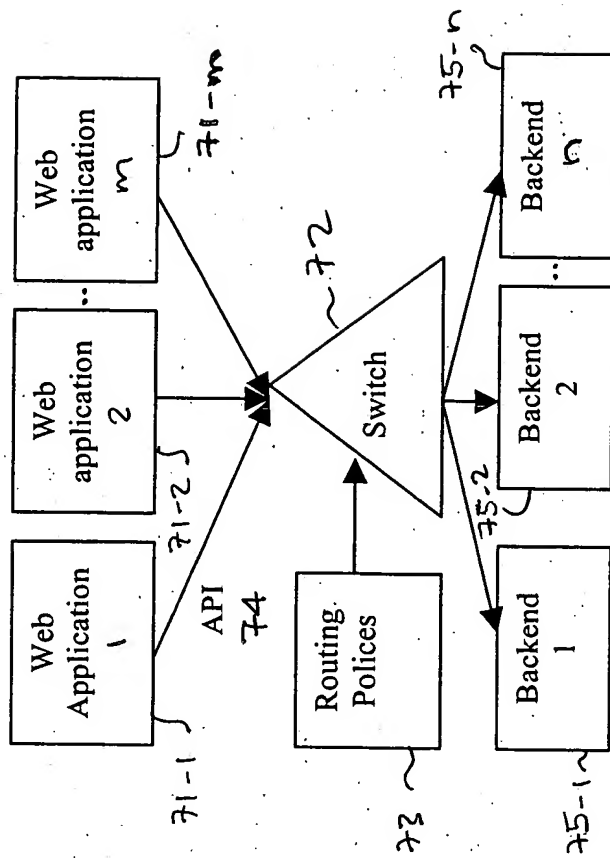 Web
Application
1
71-1
Web
application
2
71-2
..
Web
application
m
71-m
API
74
Switch
72
Routing.
Polices
73
Backend
1
75-1
Backend
2
75-2
..
Backend
n
75-n